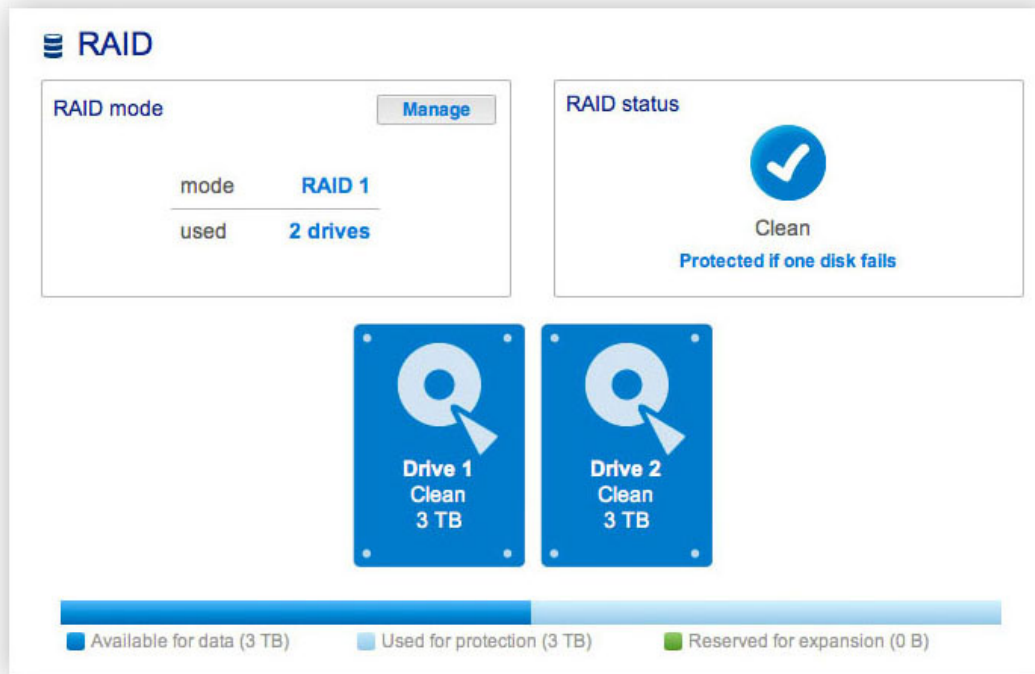 RAID
RAID mode
Manage
mode RAID 1
used 2 drives
RAID status
Clean
Protected if one disk fails
Drive 1
Clean
3 TB
Drive 2
Clean
3 TB
Available for data (3 TB)
Used for protection (3 TB)
Reserved for expansion (0 B)